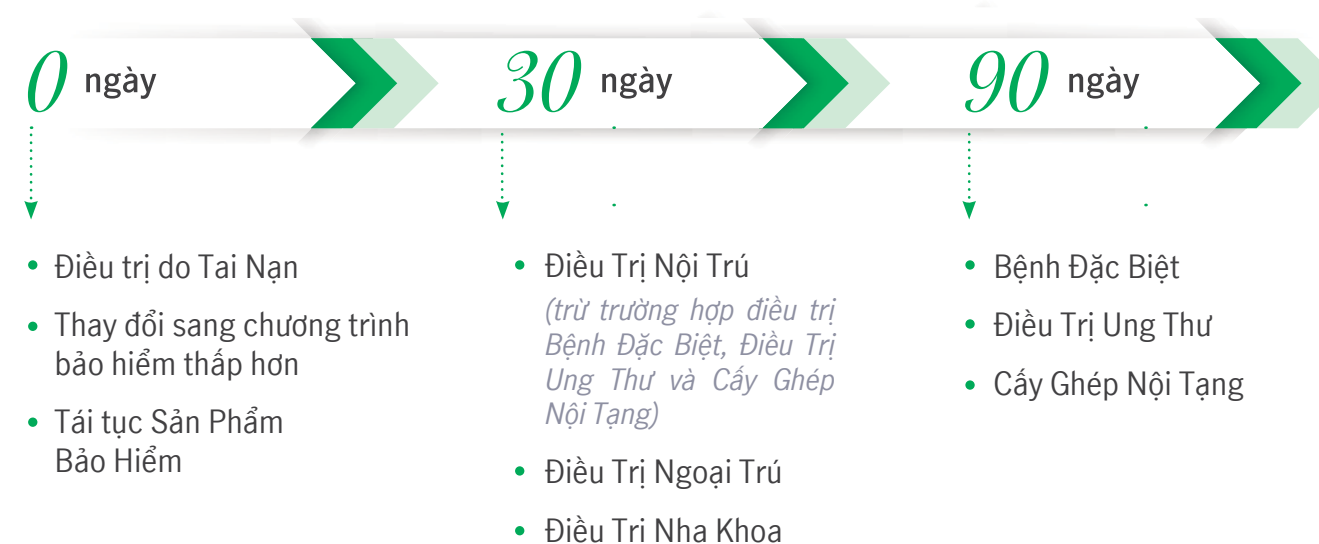 0 ngày
30 ngày
90 ngày
• Điều trị do Tai Nạn
• Thay đổi sang chương trình
bảo hiểm thấp hơn
• Tái tục Sản Phẩm
Bảo Hiểm
• Điều Trị Nội Trú
(trừ trường hợp điều trị
Bệnh Đặc Biệt, Điều Trị
Ung Thư và Cấy Ghép
Nội Tạng)
• Điều Trị Ngoại Trú
• Điều Trị Nha Khoa
• Bệnh Đặc Biệt
• Điều Trị Ung Thư
• Cấy Ghép Nội Tạng